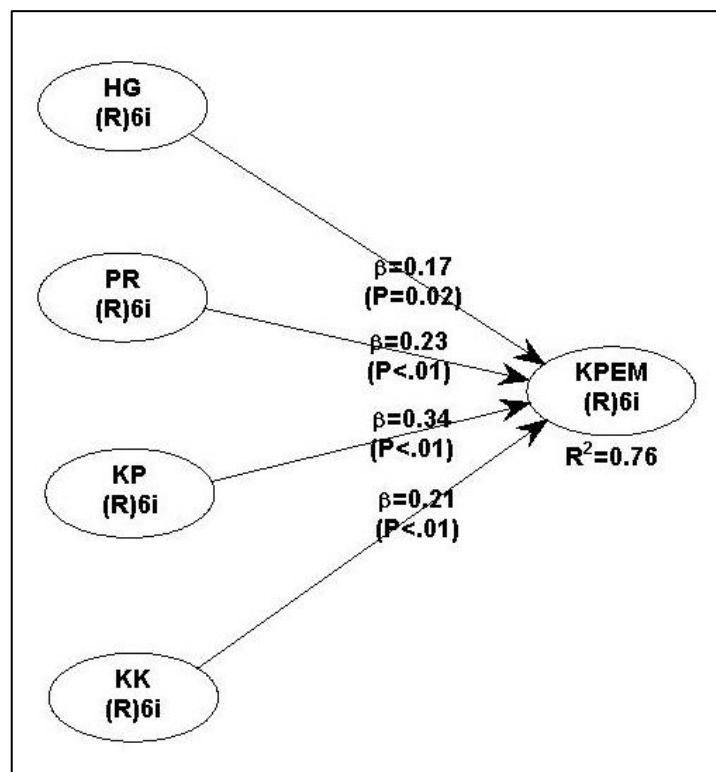 HG
(R)6i
β=0.17
(P=0.02)
PR
(R)6i
β=0.23
(P<.01)
KPEM
(R)6i
R²=0.76
β=0.34
(P<.01)
KP
(R)6i
β=0.21
(P<.01)
KK
(R)6i